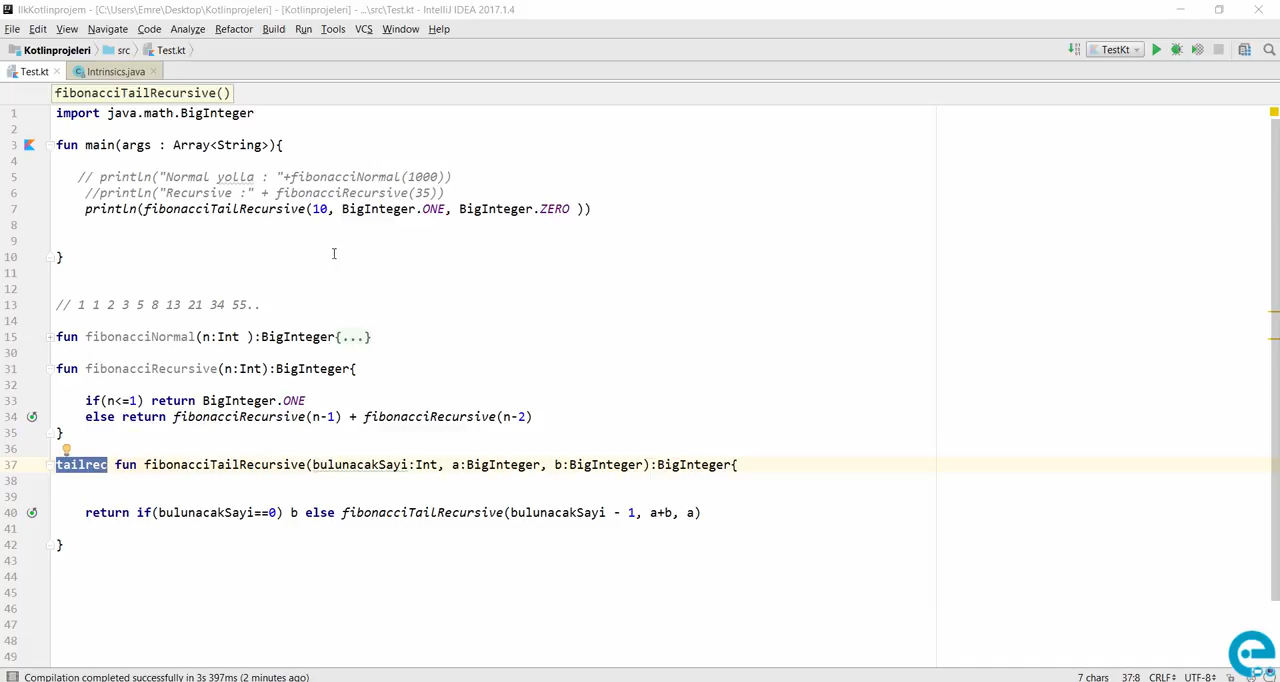 IlkKotlinprojem - [C:\Users\Emre\Desktop\Kotlinprojeleri] - [Kotlinprojeleri] - ...\src\Test.kt - IntelliJ IDEA 2017.1.4
File Edit View Navigate Code Analyze Refactor Build Run Tools VCS Window Help
Kotlinprojeleri src Test.kt TestKt
Test.kt Intrinsics.java
fibonacciTailRecursive()
1 import java.math.BigInteger
2
3 fun main(args : Array<String>){
4
5 // println("Normal yolla : "+fibonacciNormal(1000))
6 //println("Recursive :" + fibonacciRecursive(35))
7 println(fibonacciTailRecursive(10, BigInteger.ONE, BigInteger.ZERO ))
8
9
10 }
11
12
13 // 1 1 2 3 5 8 13 21 34 55..
14
15 fun fibonacciNormal(n:Int ):BigInteger{...}
30
31 fun fibonacciRecursive(n:Int):BigInteger{
32
33 if(n<=1) return BigInteger.ONE
34 else return fibonacciRecursive(n-1) + fibonacciRecursive(n-2)
35 }
36
37 tailrec fun fibonacciTailRecursive(bulunacakSayi:Int, a:BigInteger, b:BigInteger):BigInteger{
38
39
40 return if(bulunacakSayi==0) b else fibonacciTailRecursive(bulunacakSayi - 1, a+b, a)
41
42 }
43
44
45
46
47
48
49
Compilation completed successfully in 3s 397ms (2 minutes ago) 7 chars 37:8 CRLF UTF-8